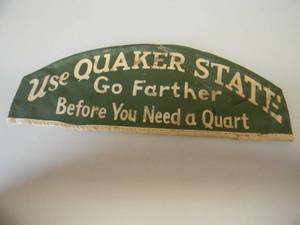 Use QUAKER STATE
Go Farther
Before You Need a Quart